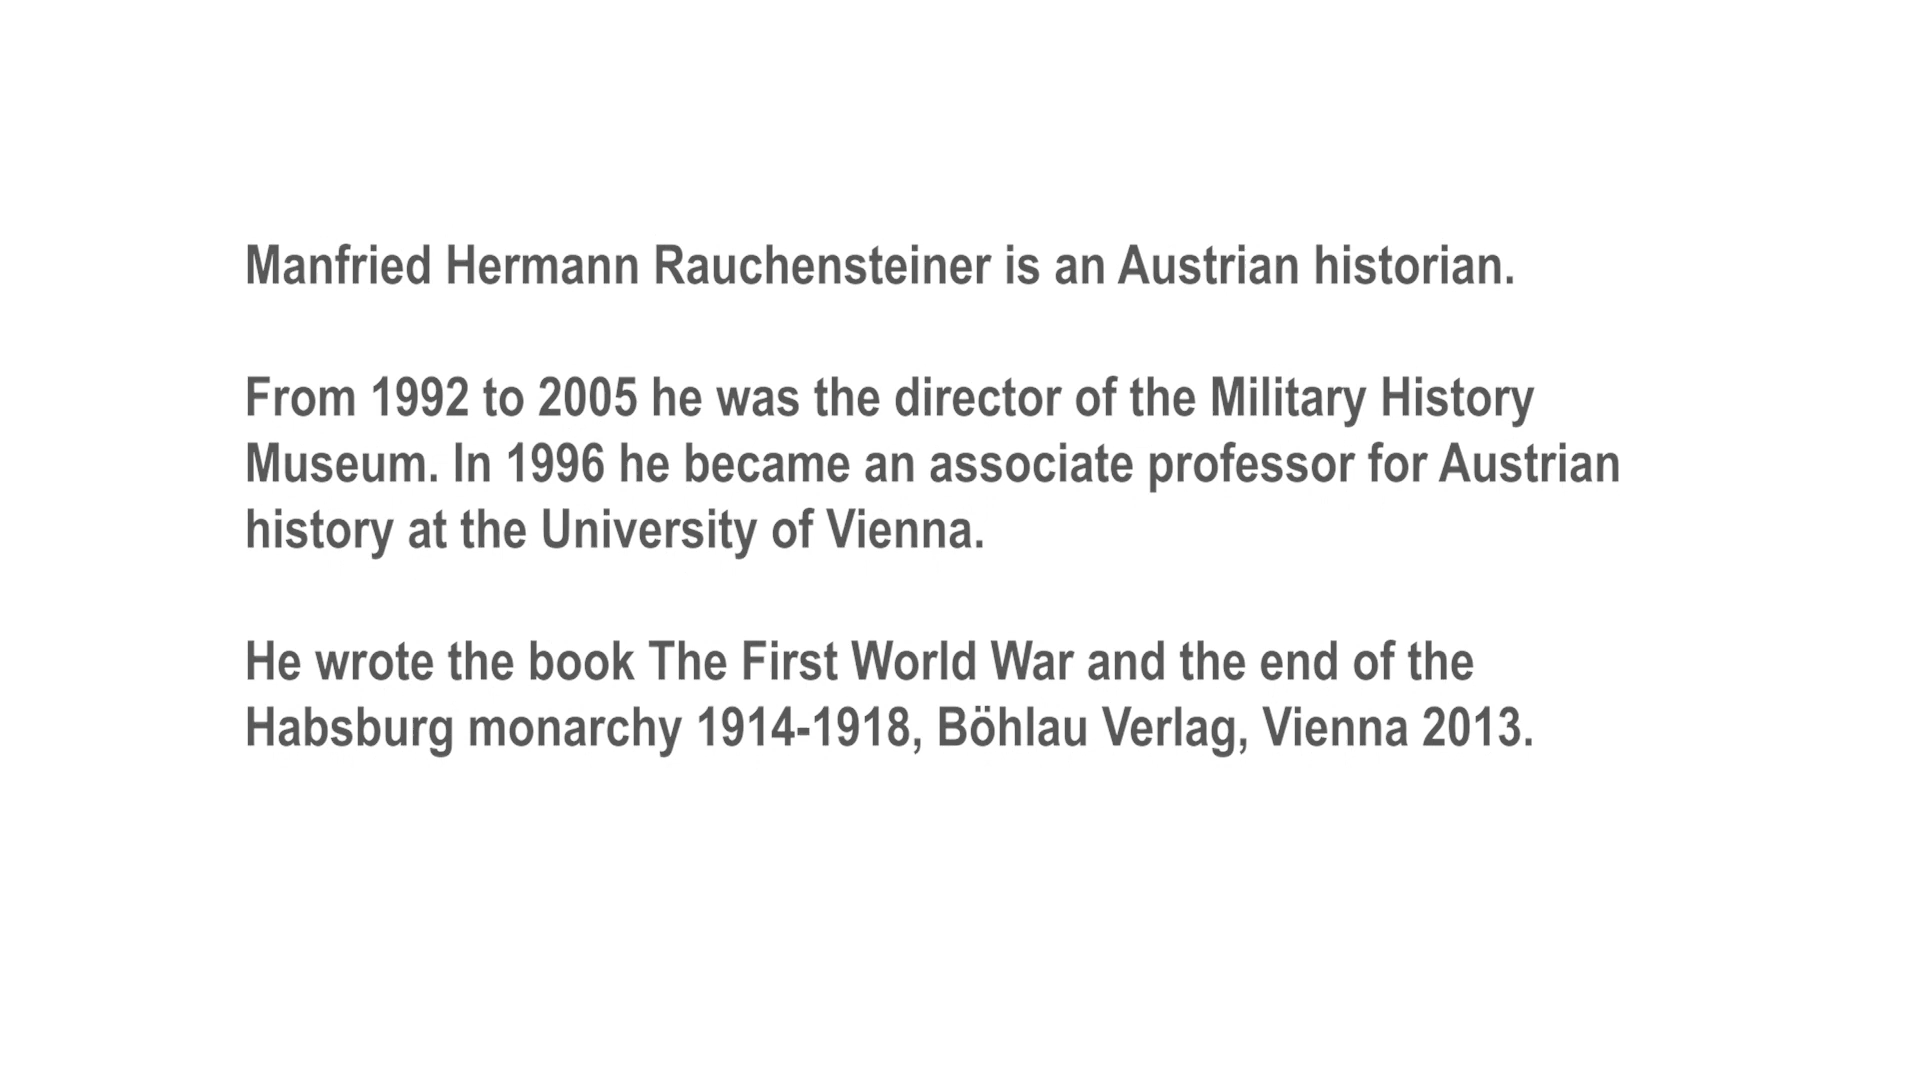 Manfried Hermann Rauchensteiner is an Austrian historian.
From 1992 to 2005 he was the director of the Military History
Museum. In 1996 he became an associate professor for Austrian
history at the University of Vienna.
He wrote the book The First World War and the end of the
Habsburg monarchy 1914-1918, Böhlau Verlag, Vienna 2013.